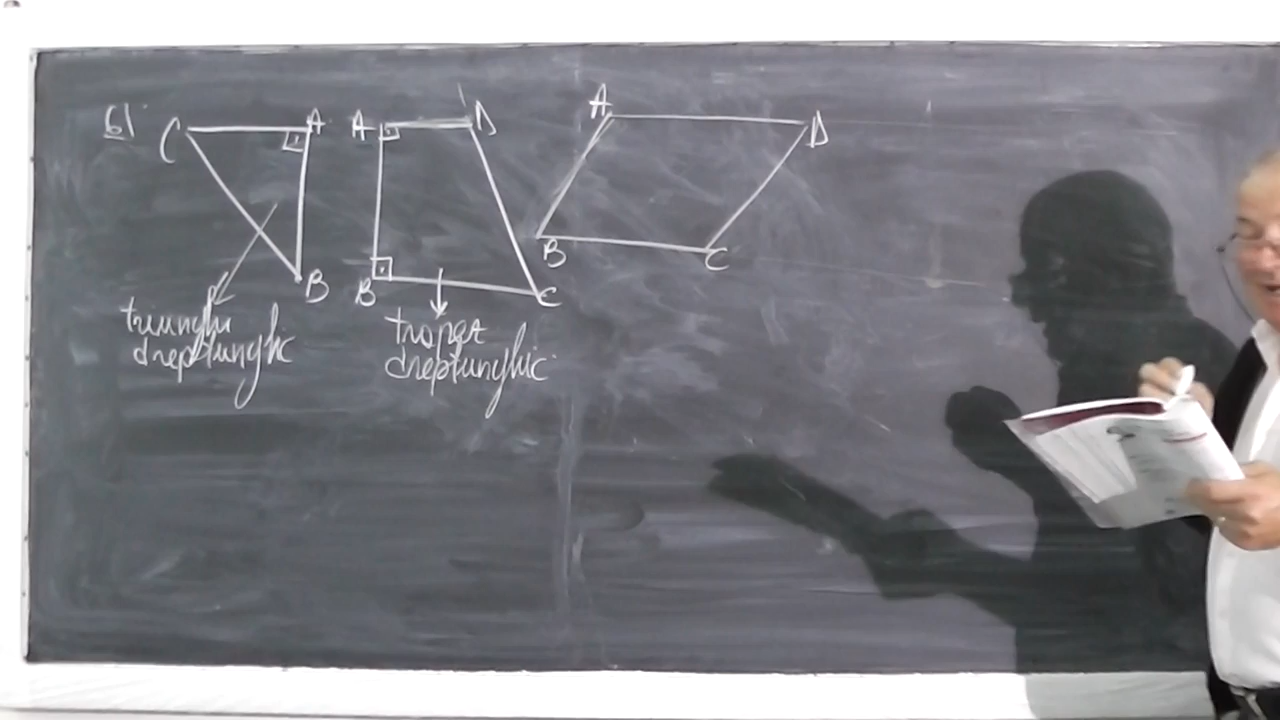 6)
C A
B
triunghi
dreptunghic
A D
B C
trapez
dreptunghic
A D
B C